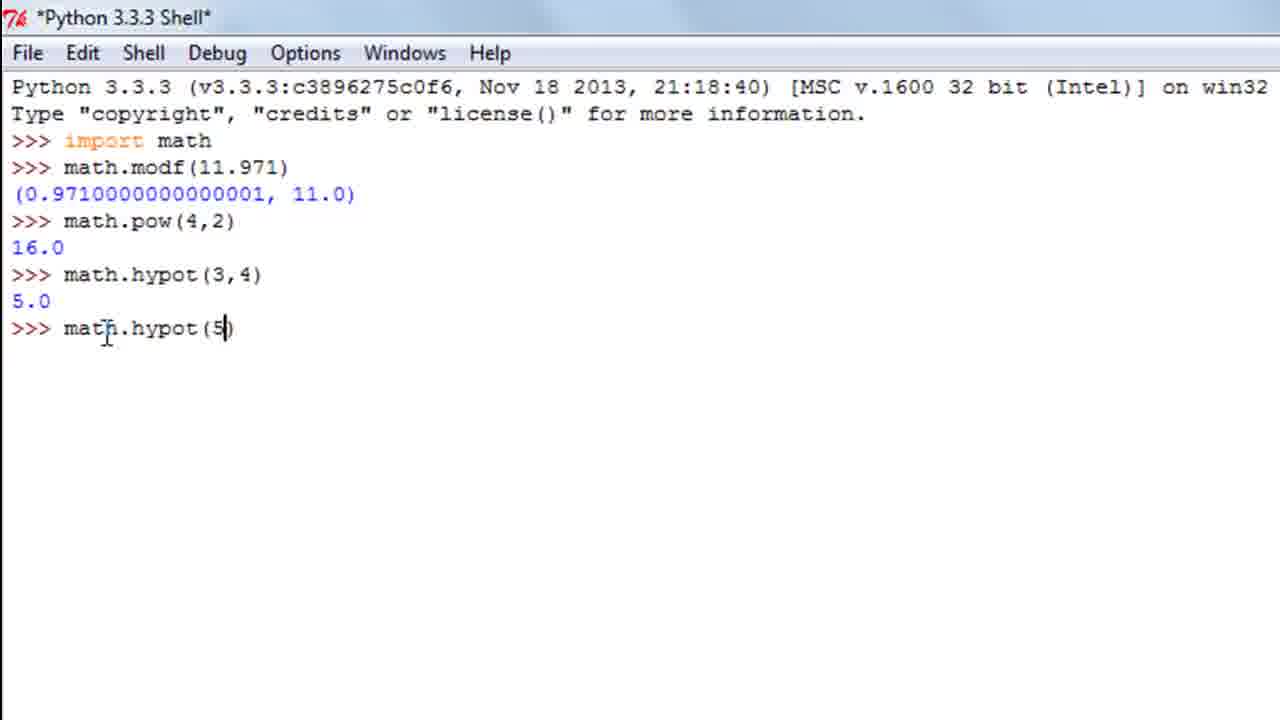 *Python 3.3.3 Shell*
File Edit Shell Debug Options Windows Help
Python 3.3.3 (v3.3.3:c3896275c0f6, Nov 18 2013, 21:18:40) [MSC v.1600 32 bit (Intel)] on win32
Type "copyright", "credits" or "license()" for more information.
>>> import math
>>> math.modf(11.971)
(0.9710000000000001, 11.0)
>>> math.pow(4,2)
16.0
>>> math.hypot(3,4)
5.0
>>> math.hypot(5)